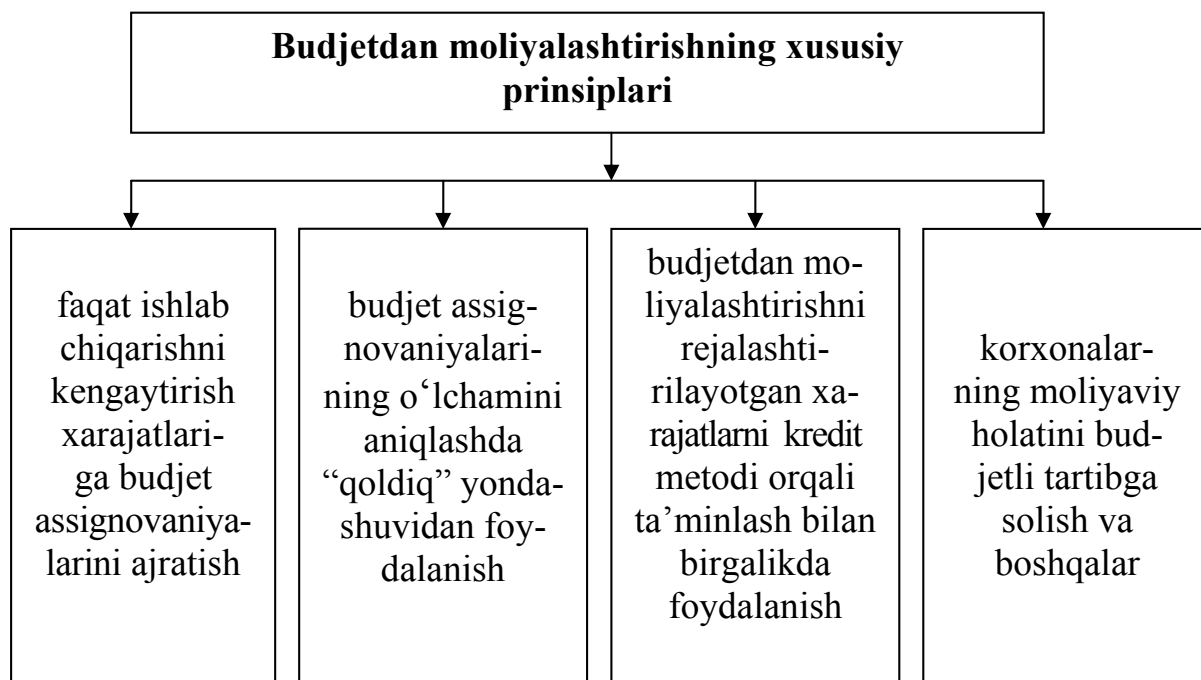 Budjetdan moliyalashtirishning xususiy
prinsiplari
faqat ishlab
chiqarishni
kengaytirish
xarajatlari-
ga budjet
assignovaniya-
larini ajratish
budjet assig-
novaniyalari-
ning o‘lchamini
aniqlashda
“qoldiq” yonda-
shuvidan foy-
dalanish
budjetdan mo-
liyalashtirishni
rejalashti-
rilayotgan xa-
rajatlarni kredit
metodi orqali
ta’minlash bilan
birgalikda
foydalanish
korxonalar-
ning moliyaviy
holatini bud-
jetli tartibga
solish va
boshqalar